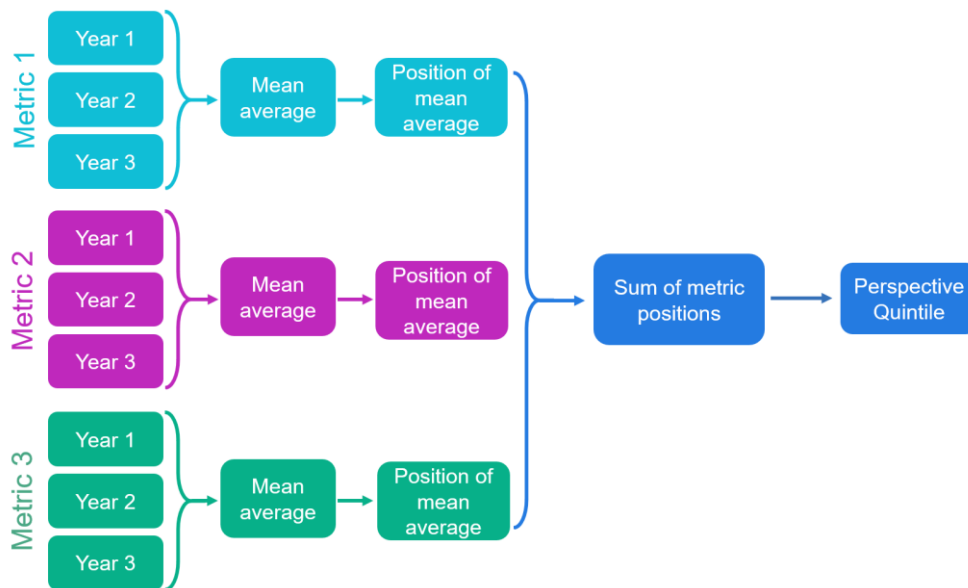 Metric 1
Year 1
Year 2
Year 3
Mean
average
Position of
mean
average
Metric 2
Year 1
Year 2
Year 3
Mean
average
Position of
mean
average
Metric 3
Year 1
Year 2
Year 3
Mean
average
Position of
mean
average
Sum of metric
positions
Perspective
Quintile